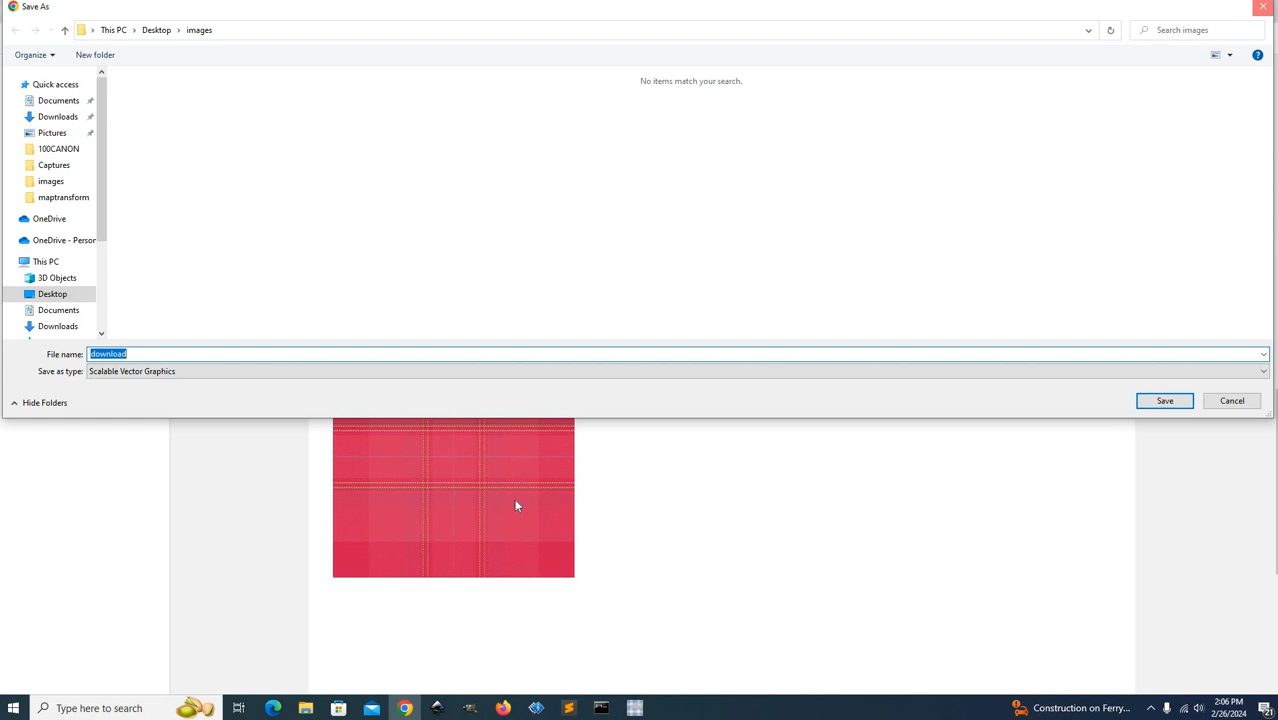 Save As
This PC
Desktop
images
Search images
Organize
New folder
No items match your search.
Quick access
Documents
Downloads
Pictures
100CANON
Captures
images
maptransform
OneDrive
OneDrive - Person
This PC
3D Objects
Desktop
Documents
Downloads
File name:
download
Save as type:
Scalable Vector Graphics
Hide Folders
Save
Cancel
Type here to search
Construction on Ferry...
2:06 PM
2/26/2024
21